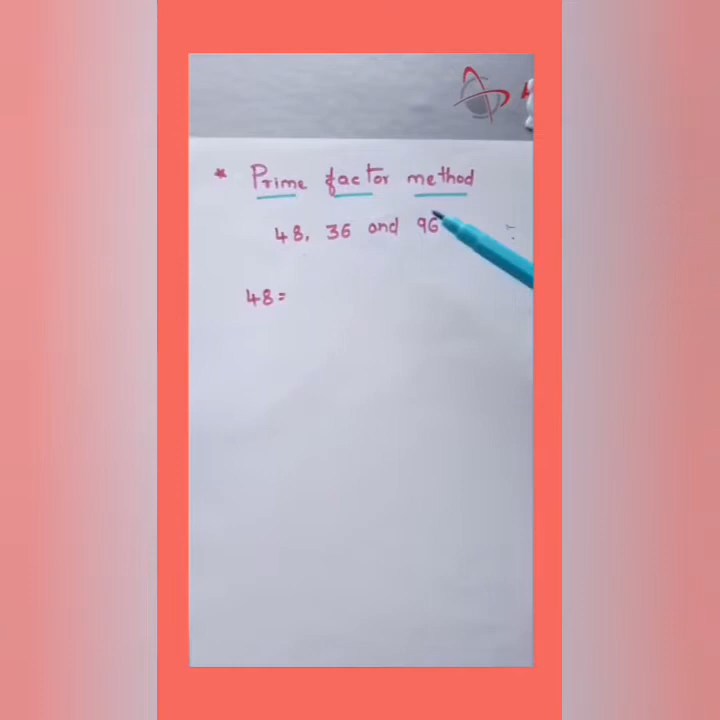 * Prime factor method
48, 36 and 96
48=